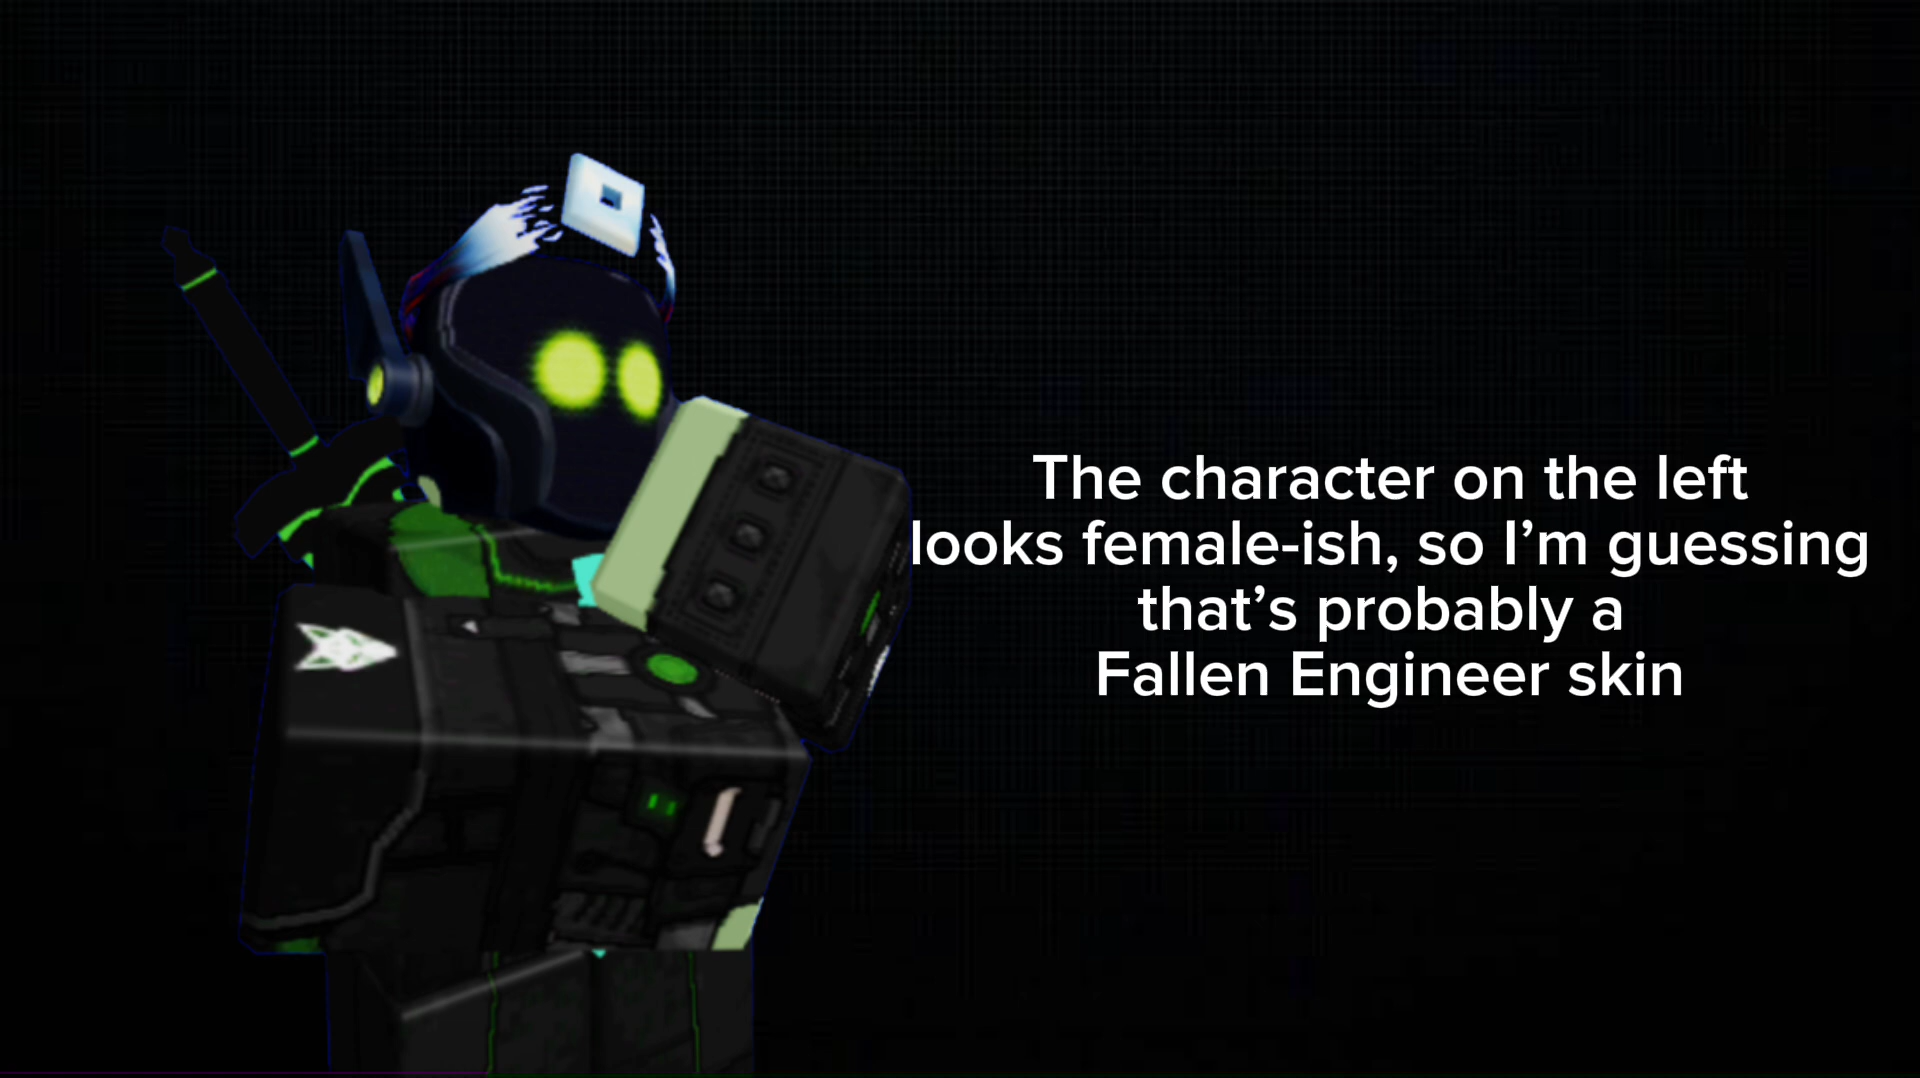 The character on the left
looks female-ish, so I’m guessing
that’s probably a
Fallen Engineer skin